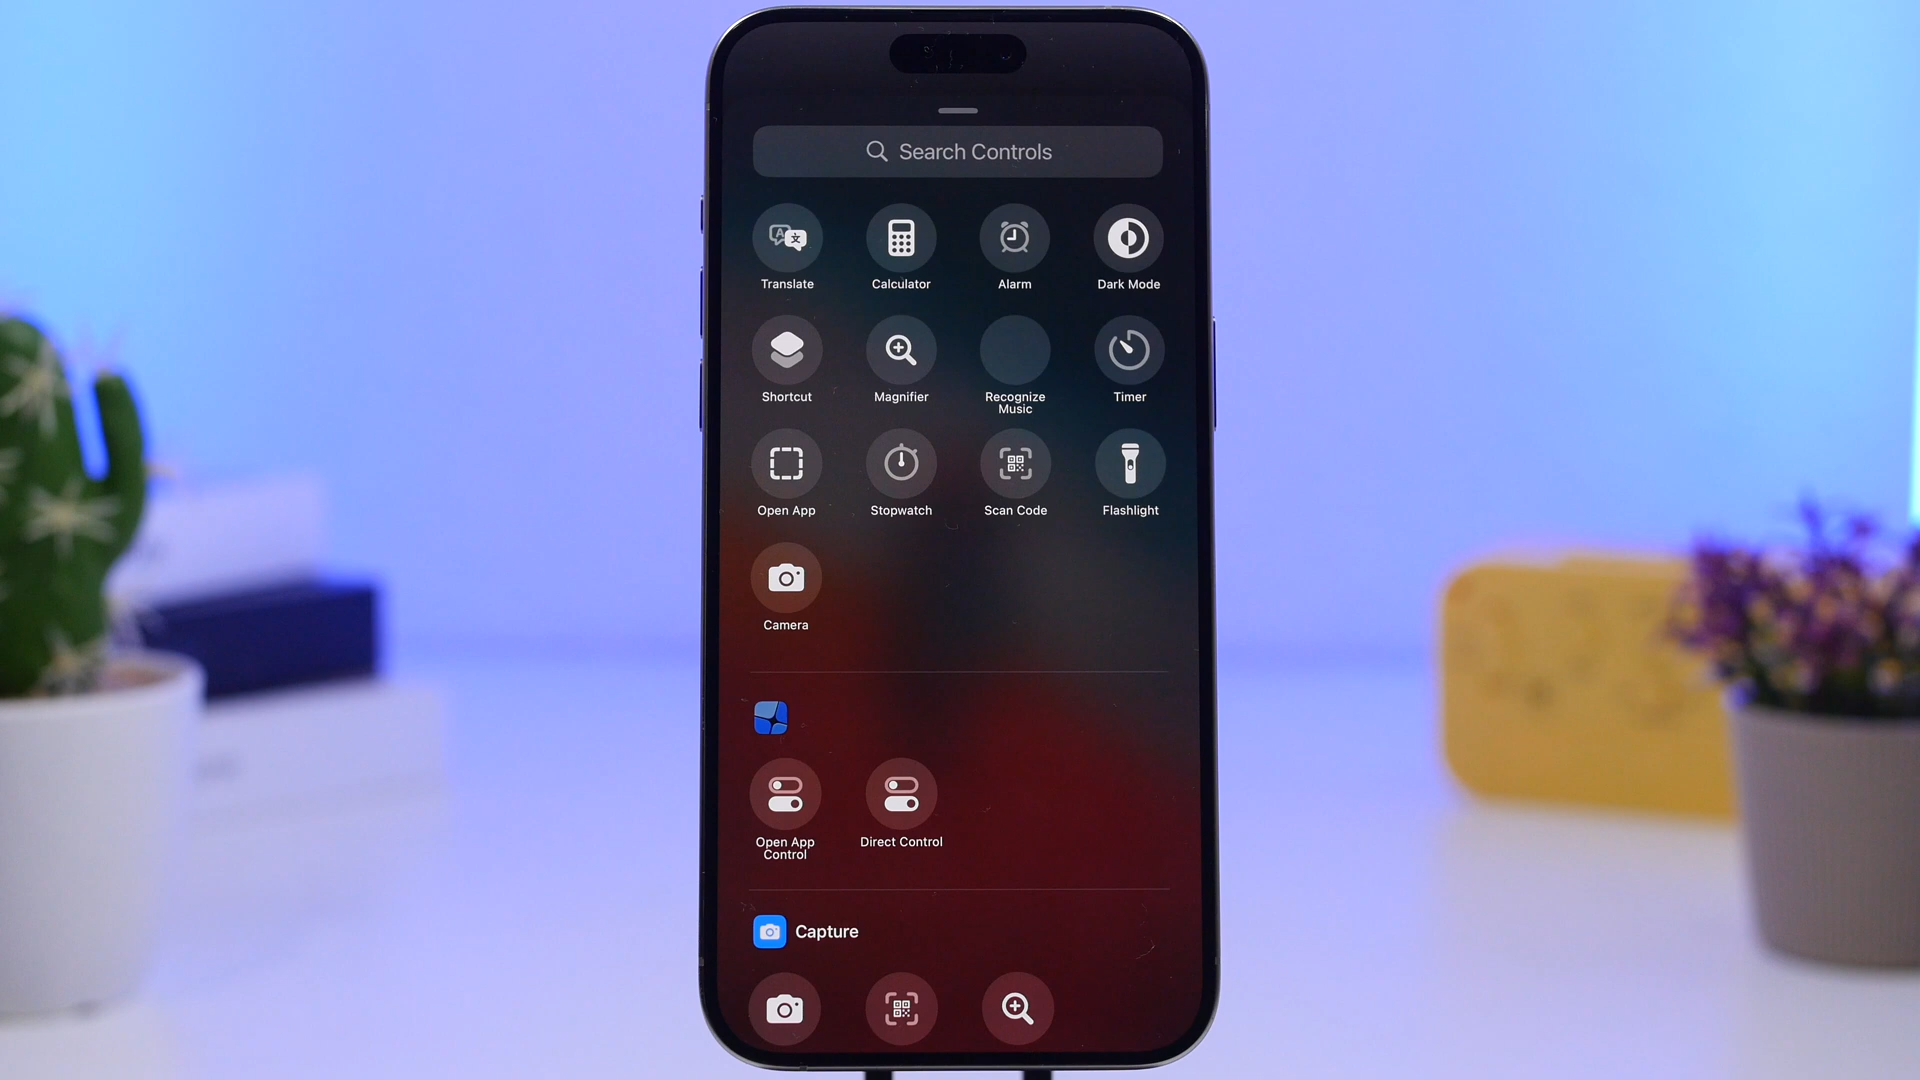 Search Controls
Translate
Calculator
Alarm
Dark Mode
Shortcut
Magnifier
Recognize
Music
Timer
Open App
Stopwatch
Scan Code
Flashlight
Camera
Open App
Control
Direct Control
Capture